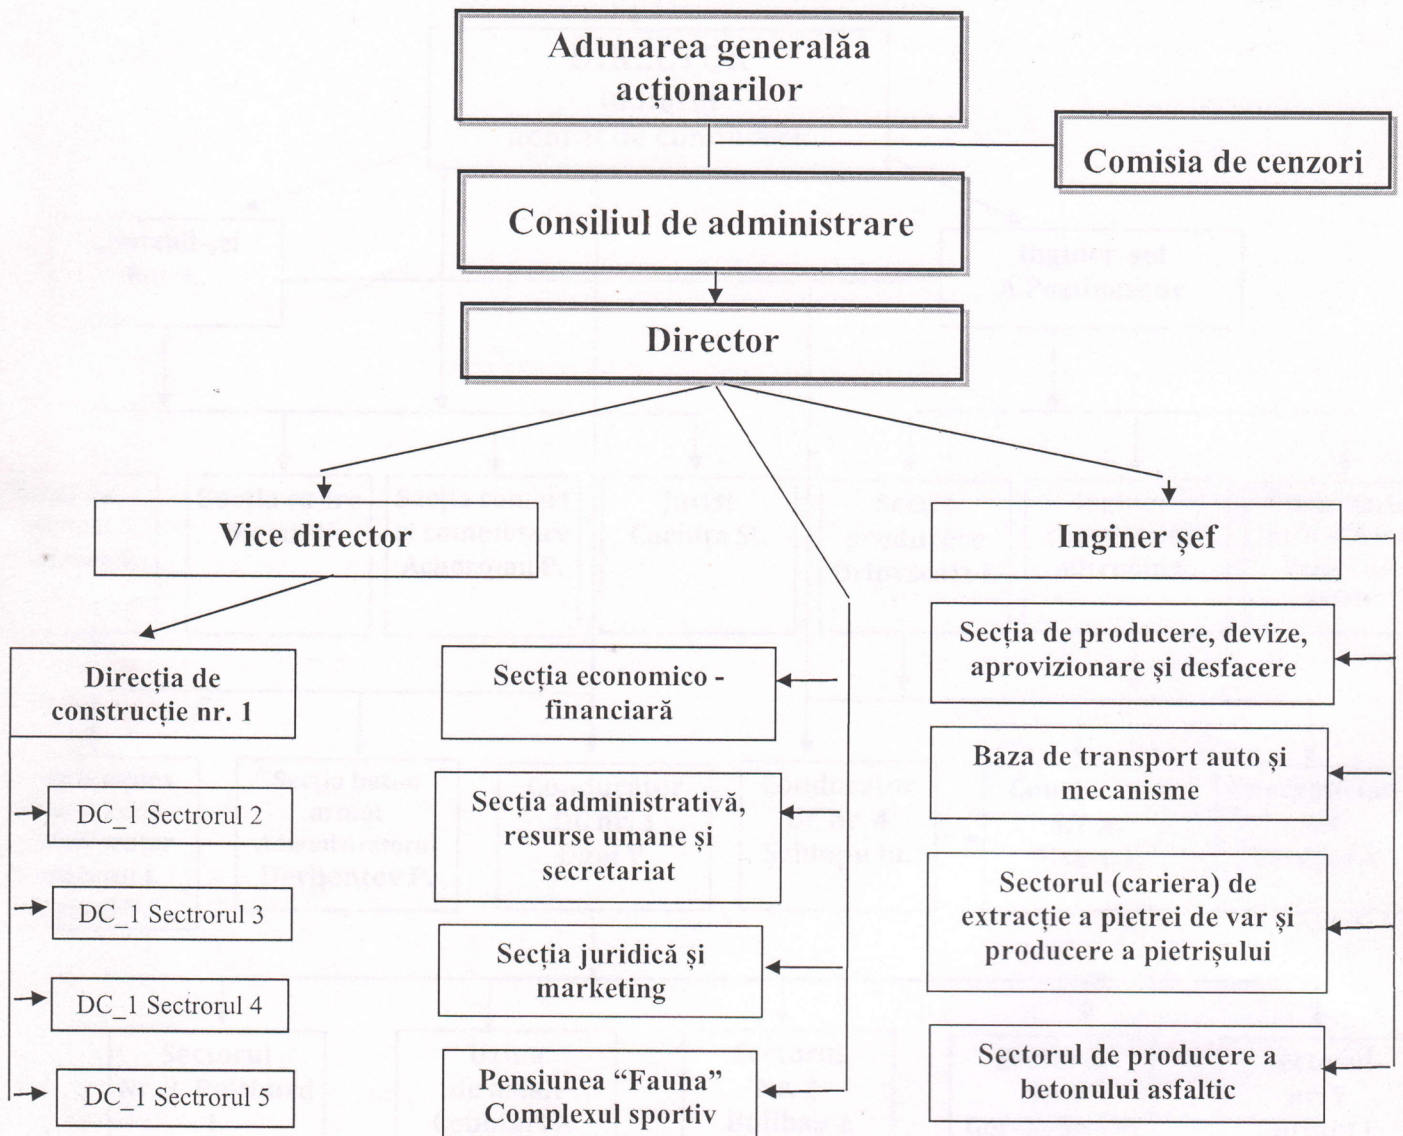 Adunarea generalăa
acționarilor
Comisia de cenzori
Consiliul de administrare
Director
Vice director
Inginer șef
Direcția de
construcție nr. 1
DC_1 Sectrorul 2
DC_1 Sectrorul 3
DC_1 Sectrorul 4
DC_1 Sectrorul 5
Secția economico -
financiară
Secția administrativă,
resurse umane și
secretariat
Secția juridică și
marketing
Pensiunea “Fauna”
Complexul sportiv
Secția de producere, devize,
aprovizionare și desfacere
Baza de transport auto și
mecanisme
Sectorul (cariera) de
extracție a pietrei de var și
producere a pietrișului
Sectorul de producere a
betonului asfaltic